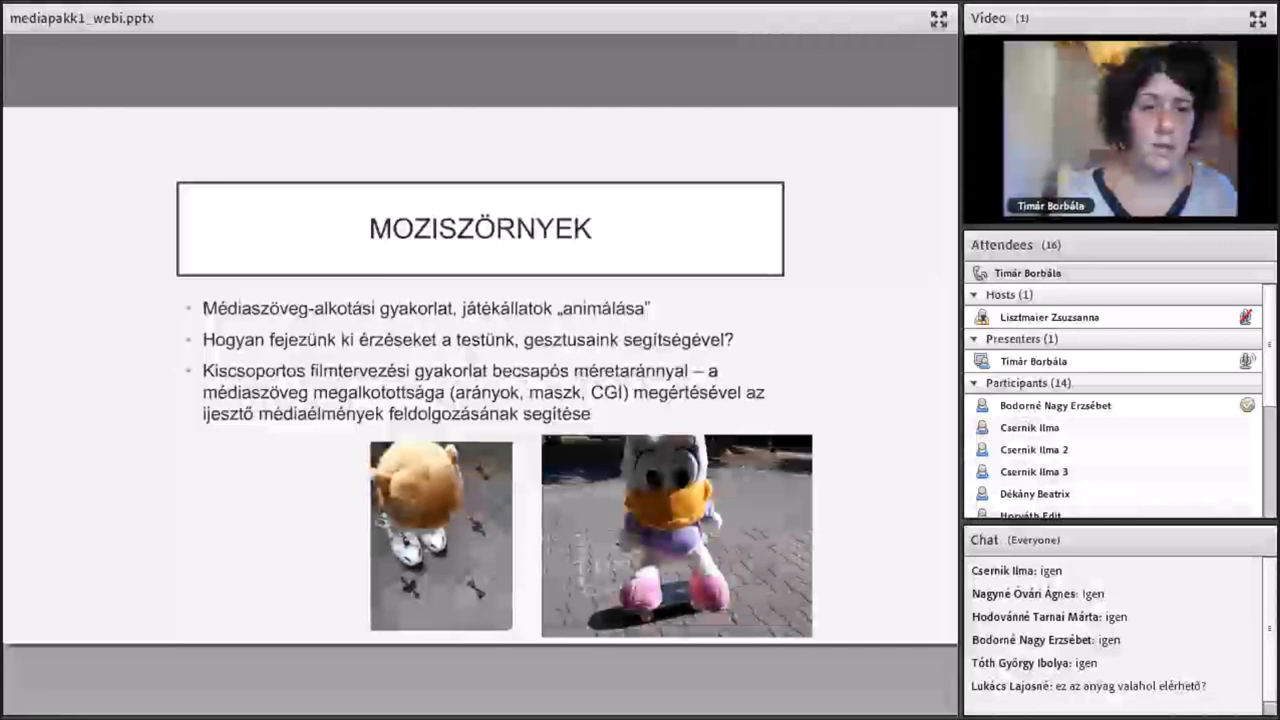 mediapakk1_webi.pptx
MOZISZÖRNYEK
Médiaszöveg-alkotási gyakorlat, játékállatok „animálása”
Hogyan fejezünk ki érzéseket a testünk, gesztusaink segítségével?
Kiscsoportos filmtervezési gyakorlat becsapós méretaránnyal – a
médiaszöveg megalkotottsága (arányok, maszk, CGI) megértésével az
ijesztő médiaélmények feldolgozásának segítése
Video (1)
Timár Borbála
Attendees (16)
Timár Borbála
Hosts (1)
Lisztmaier Zsuzsanna
Presenters (1)
Timár Borbála
Participants (14)
Bodorné Nagy Erzsébet
Csernik Ilma
Csernik Ilma 2
Csernik Ilma 3
Dékány Beatrix
Horváth Edit
Chat (Everyone)
Csernik Ilma: igen
Nagyné Óvári Ágnes: Igen
Hodovánné Tarnai Márta: igen
Bodorné Nagy Erzsébet: igen
Tóth György Ibolya: igen
Lukács Lajosné: ez az anyag valahol elérhető?